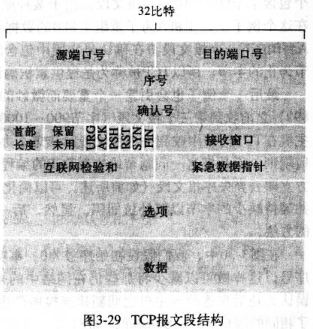 32比特
源端口号 目的端口号
序号
确认号
首部长度 保留未用 URG ACK PSH RST SYN FIN 接收窗口
互联网检验和 紧急数据指针
选项
数据
图3-29 TCP报文段结构